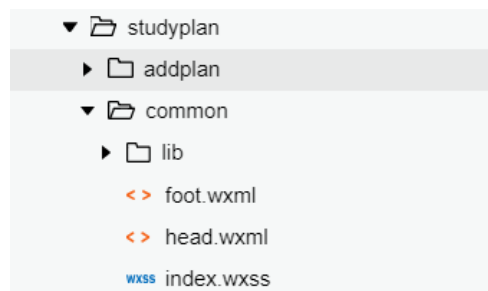 studyplan
addplan
common
lib
<> foot.wxml
<> head.wxml
wxss index.wxss